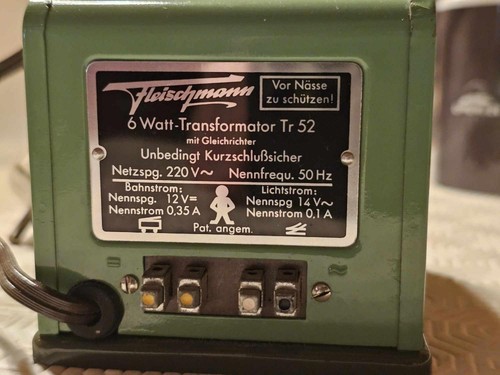 Fleischmann
Vor Nässe
zu schützen!
6 Watt-Transformator Tr 52
mit Gleichrichter
Unbedingt Kurzschlußsicher
Netzspg. 220 V~ Nennfrequ. 50 Hz
Bahnstrom: Lichtstrom:
Nennspg. 12 V= Nennspg 14 V~
Nennstrom 0,35 A Nennstrom 0,1 A
Pat. angem.